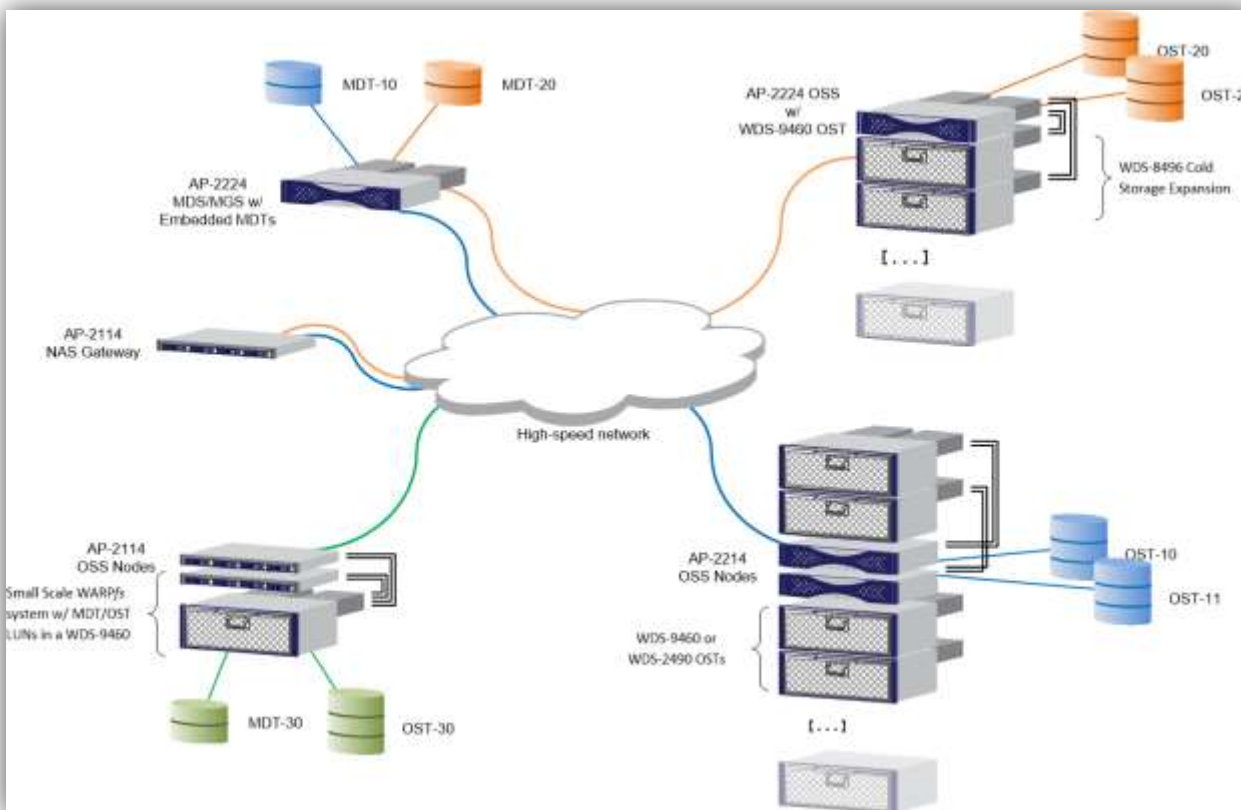 MDT-10
MDT-20
AP-2224
MDS/MGS w/
Embedded MDTs
OST-20
OST-2
AP-2224 OSS
w/
WDS-9460 OST
WDS-8496 Cold
Storage Expansion
[...]
AP-2114
NAS Gateway
High-speed network
AP-2114
OSS Nodes
Small Scale WARPfs
system w/ MDT/OST
LUNs in a WDS-9460
MDT-30
OST-30
AP-2214
OSS Nodes
OST-10
OST-11
WDS-9460 or
WDS-2490 OSTs
[...]